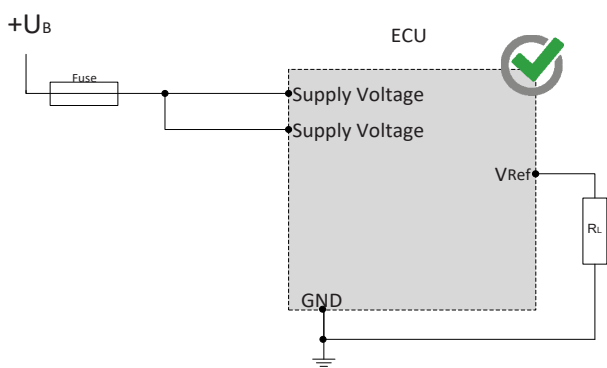 +UB
ECU
Fuse
Supply Voltage
Supply Voltage
VRef
RL
GND